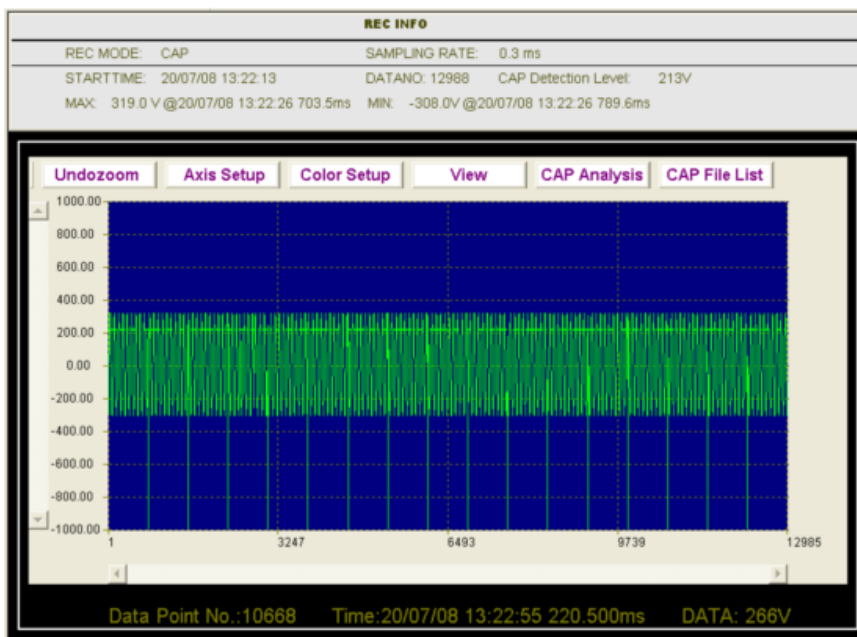 REC INFO
REC MODE: CAP SAMPLING RATE: 0.3 ms
STARTTIME: 20/07/08 13:22:13 DATANO: 12988 CAP Detection Level: 213V
MAX: 319.0 V @20/07/08 13:22:26 703.5ms MIN: -308.0V @20/07/08 13:22:26 789.6ms
Undozoom Axis Setup Color Setup View CAP Analysis CAP File List
1000.00
800.00
600.00
400.00
200.00
0.00
-200.00
-400.00
-600.00
-800.00
-1000.00
1 3247 6493 9739 12985
Data Point No.:10668 Time:20/07/08 13:22:55 220.500ms DATA: 266V